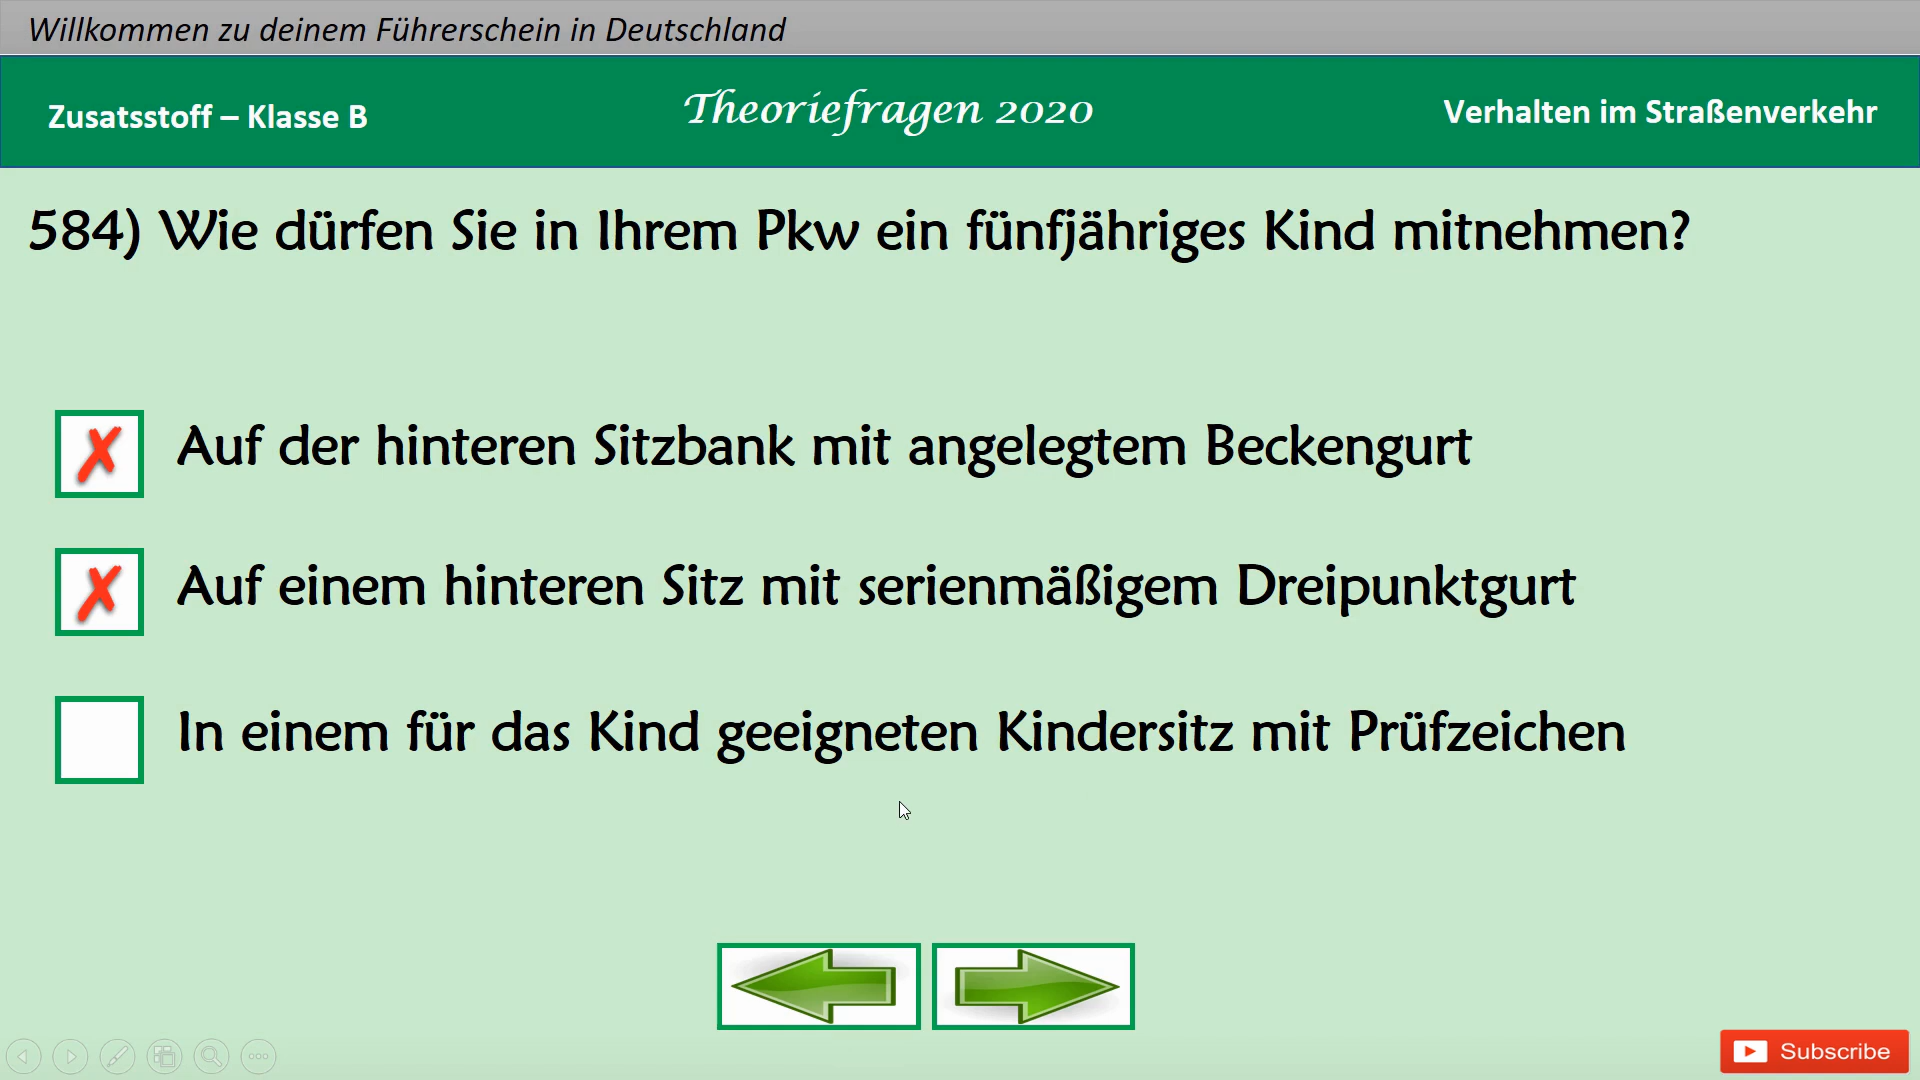 Willkommen zu deinem Führerschein in Deutschland
Zusatsstoff – Klasse B
Theoriefragen 2020
Verhalten im Straßenverkehr
584) Wie dürfen Sie in Ihrem Pkw ein fünfjähriges Kind mitnehmen?
Auf der hinteren Sitzbank mit angelegtem Beckengurt
Auf einem hinteren Sitz mit serienmäßigem Dreipunktgurt
In einem für das Kind geeigneten Kindersitz mit Prüfzeichen
Subscribe